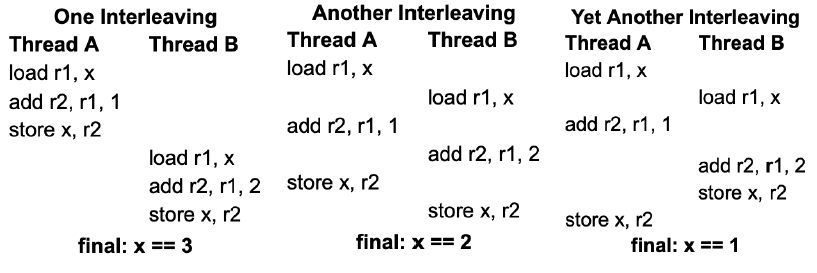 One Interleaving
Thread A Thread B
load r1, x
add r2, r1, 1
store x, r2
load r1, x
add r2, r1, 2
store x, r2
final: x == 3
Another Interleaving
Thread A Thread B
load r1, x
load r1, x
add r2, r1, 1
add r2, r1, 2
store x, r2
store x, r2
final: x == 2
Yet Another Interleaving
Thread A Thread B
load r1, x
load r1, x
add r2, r1, 1
add r2, r1, 2
store x, r2
store x, r2
final: x == 1